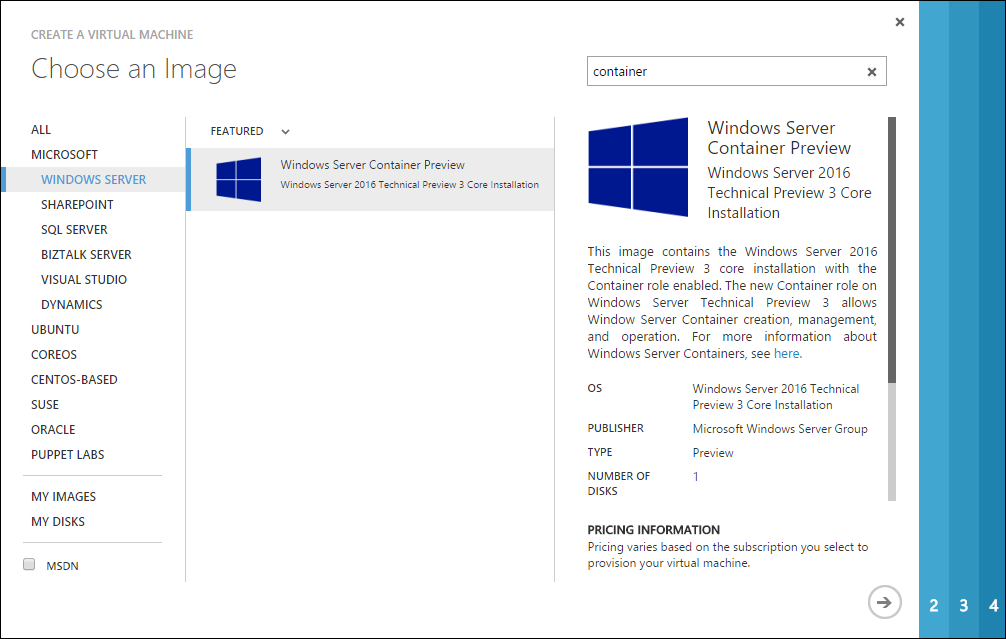 CREATE A VIRTUAL MACHINE
Choose an Image
container
ALL
MICROSOFT
WINDOWS SERVER
SHAREPOINT
SQL SERVER
BIZTALK SERVER
VISUAL STUDIO
DYNAMICS
UBUNTU
COREOS
CENTOS-BASED
SUSE
ORACLE
PUPPET LABS
MY IMAGES
MY DISKS
MSDN
FEATURED
Windows Server Container Preview
Windows Server 2016 Technical Preview 3 Core Installation
Windows Server
Container Preview
Windows Server 2016
Technical Preview 3 Core
Installation
This image contains the Windows Server 2016
Technical Preview 3 core installation with the
Container role enabled. The new Container role on
Windows Server Technical Preview 3 allows
Window Server Container creation, management,
and operation. For more information about
Windows Server Containers, see here.
OS Windows Server 2016 Technical
Preview 3 Core Installation
PUBLISHER Microsoft Windows Server Group
TYPE Preview
NUMBER OF 1
DISKS
PRICING INFORMATION
Pricing varies based on the subscription you select to
provision your virtual machine.
2 3 4